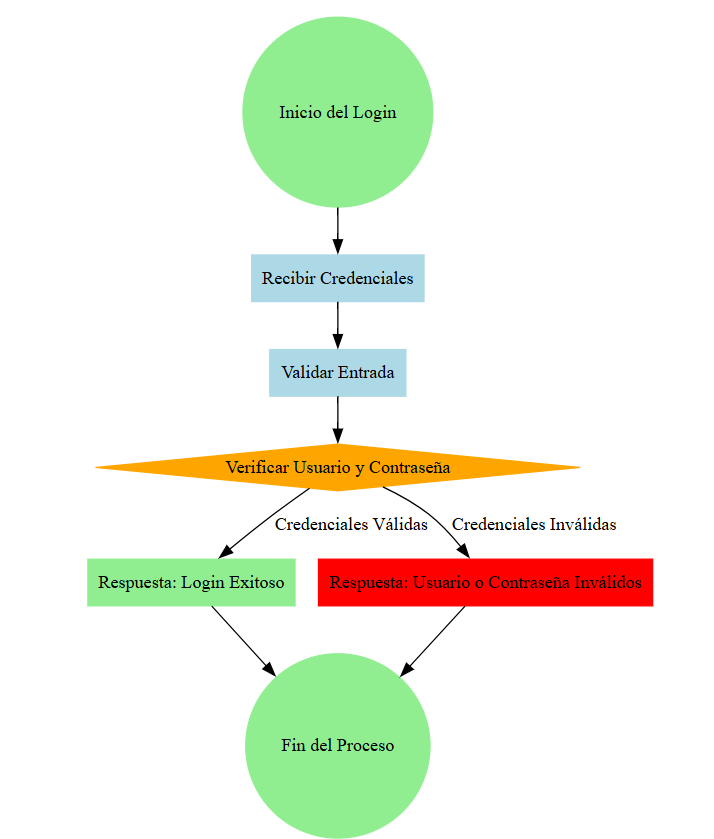 Inicio del Login
Recibir Credenciales
Validar Entrada
Verificar Usuario y Contraseña
Credenciales Válidas
Credenciales Inválidas
Respuesta: Login Exitoso
Respuesta: Usuario o Contraseña Inválidos
Fin del Proceso